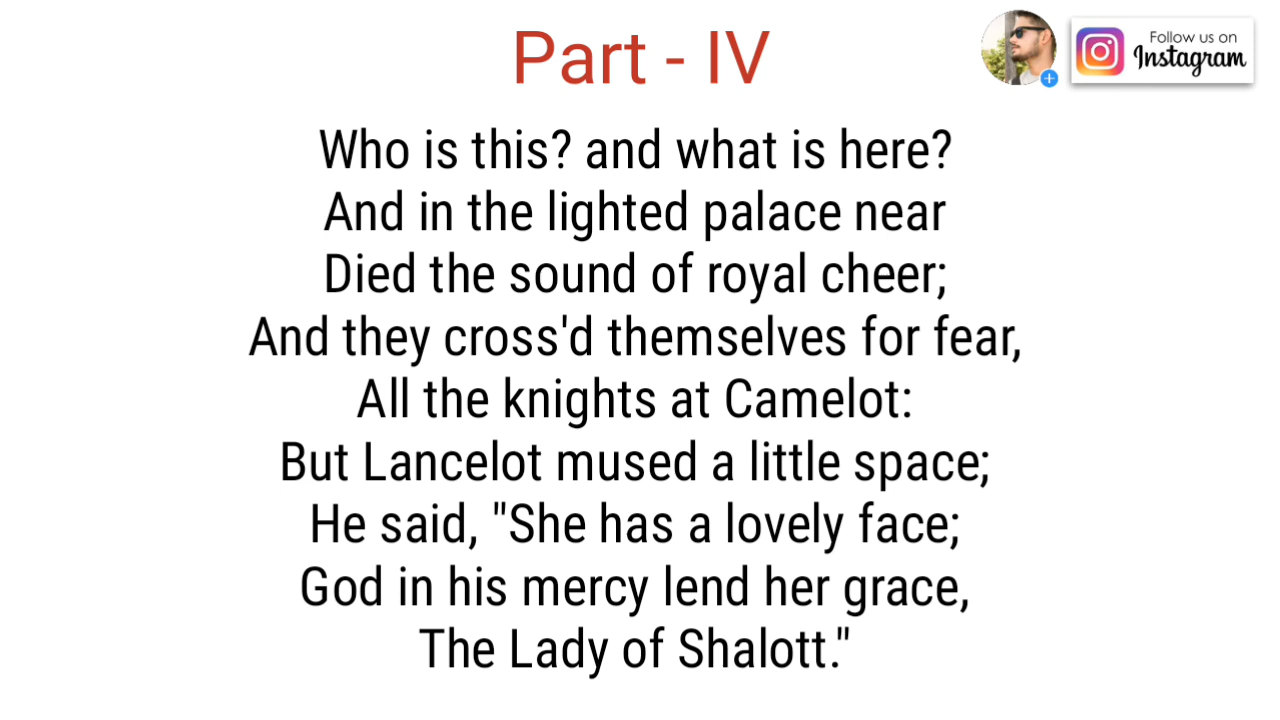 Part - IV
Follow us on
Instagram
Who is this? and what is here?
And in the lighted palace near
Died the sound of royal cheer;
And they cross'd themselves for fear,
All the knights at Camelot:
But Lancelot mused a little space;
He said, "She has a lovely face;
God in his mercy lend her grace,
The Lady of Shalott."